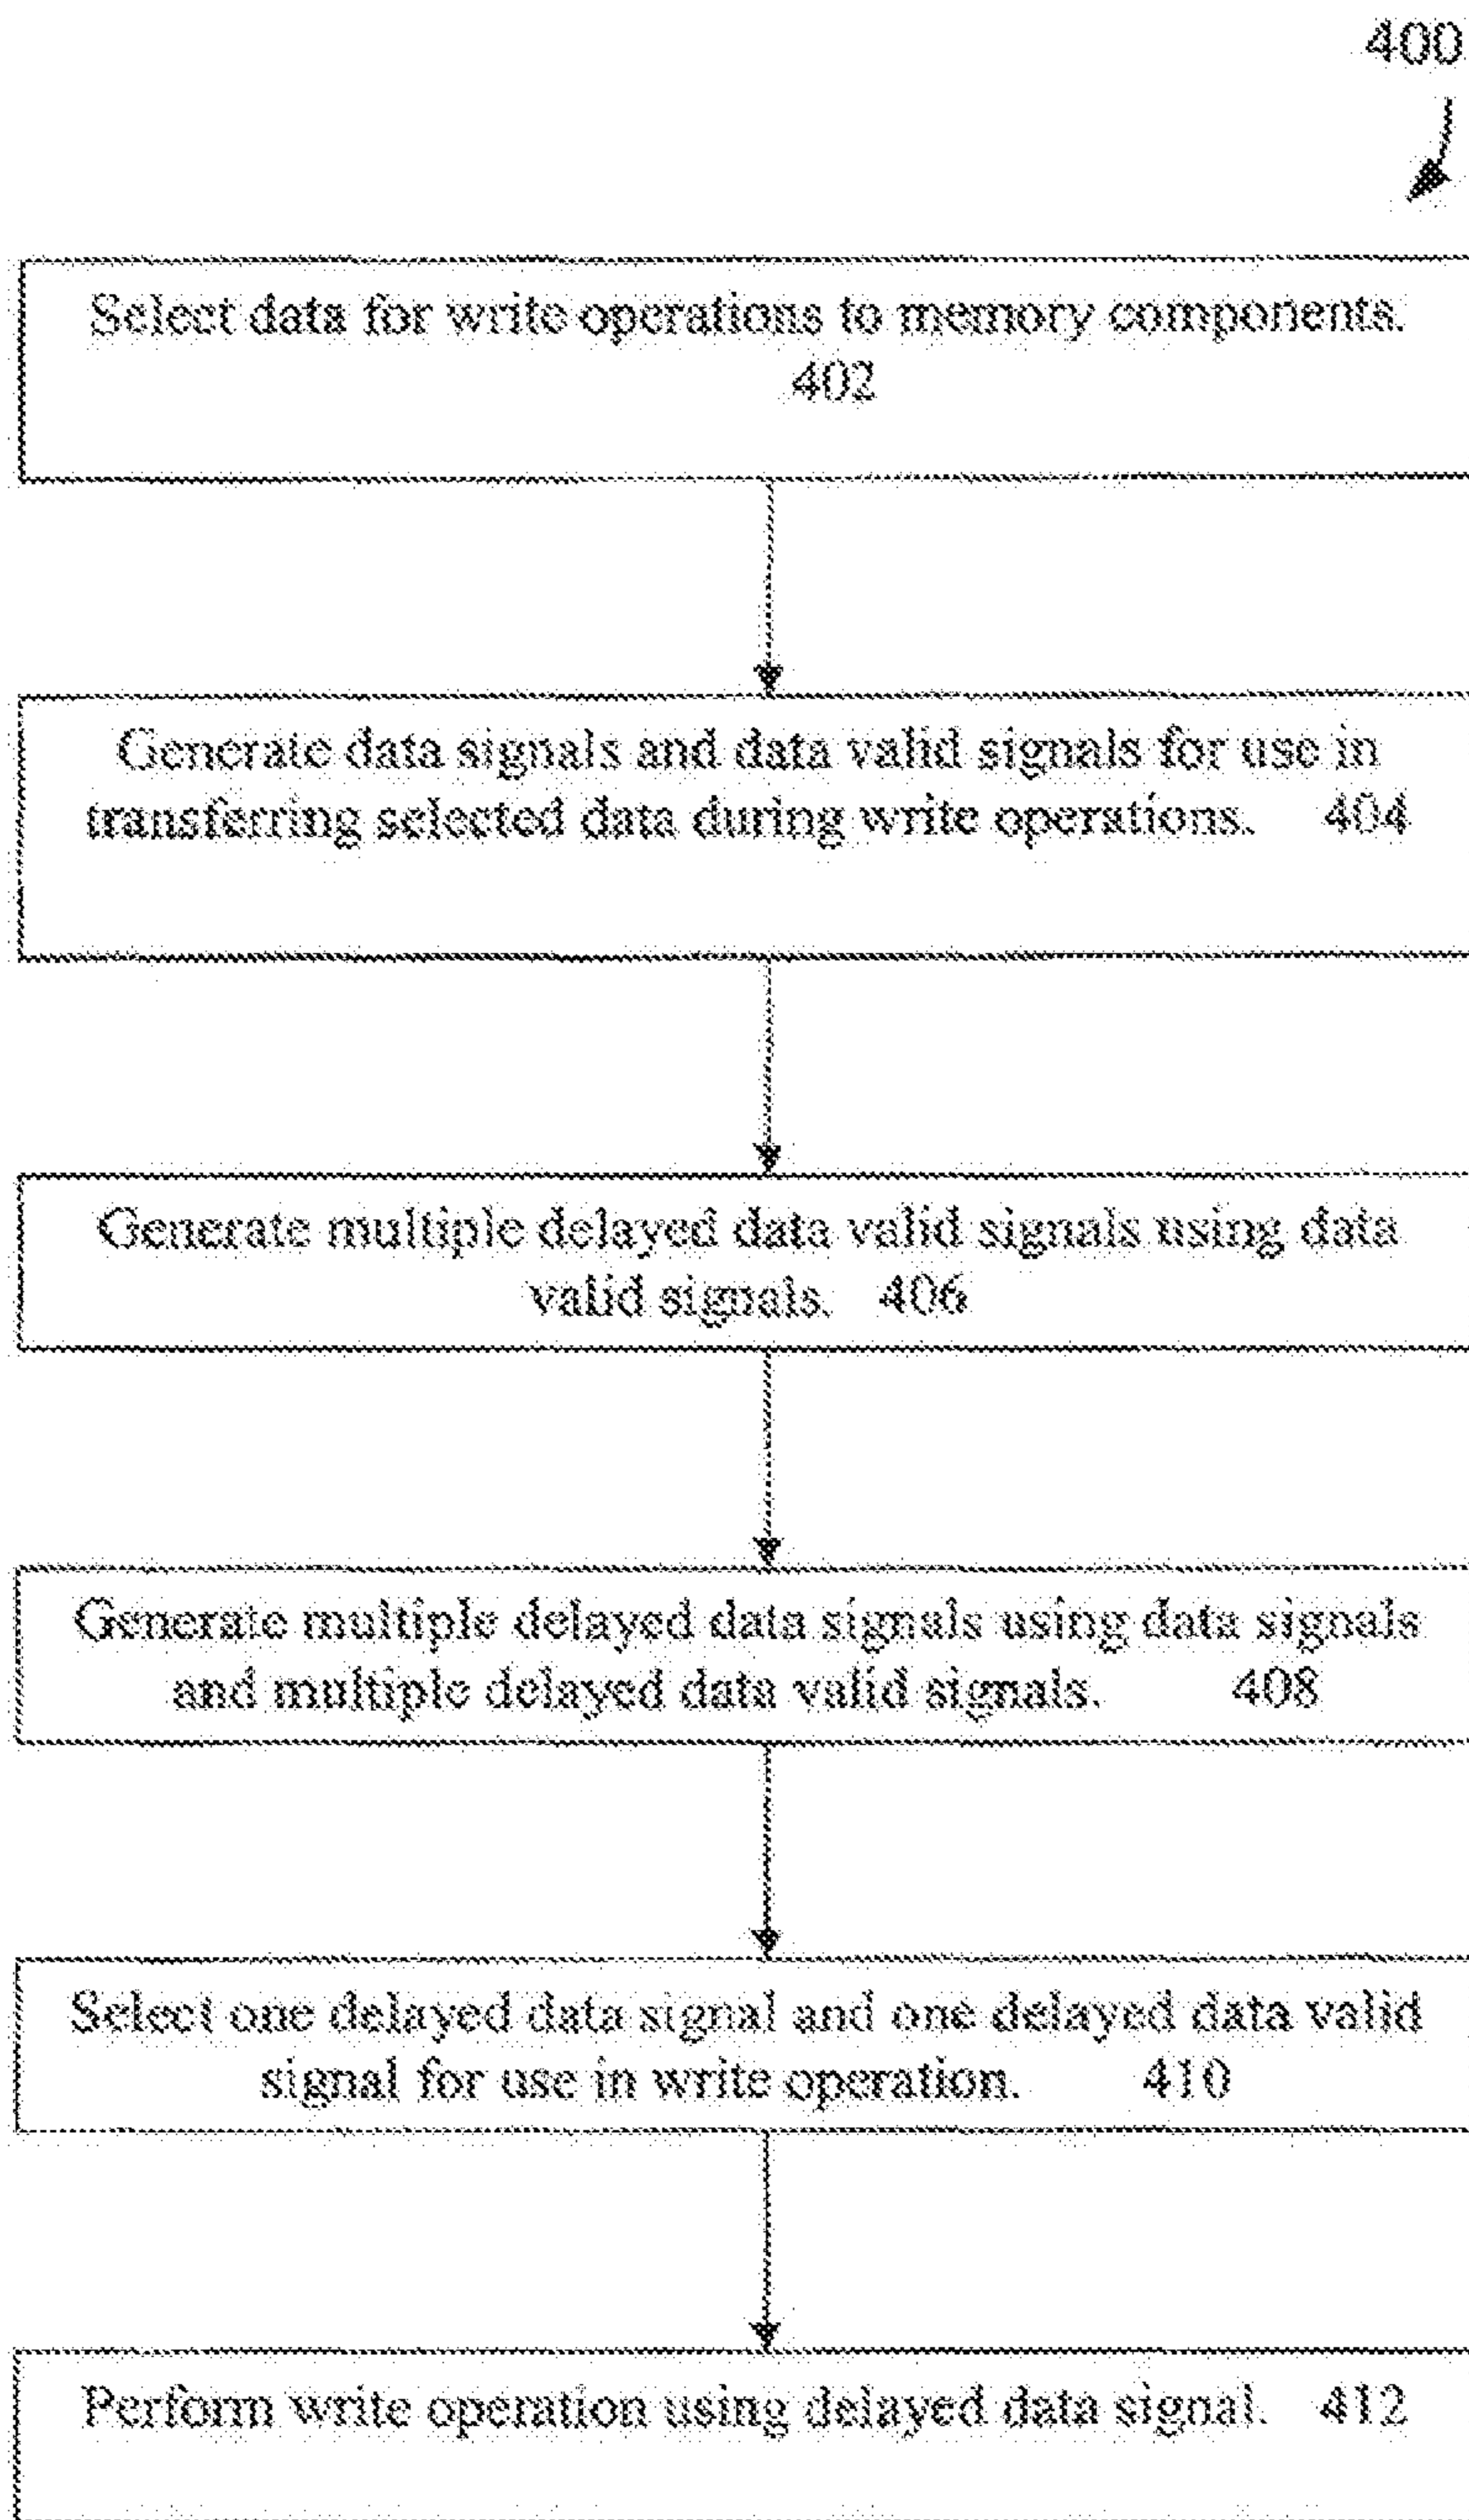 400
Select data for write operations to memory components.
402
Generate data signals and data valid signals for use in
transferring selected data during write operations. 404
Generate multiple delayed data valid signals using data
valid signals. 406
Generate multiple delayed data signals using data signals
and multiple delayed data valid signals. 408
Select one delayed data signal and one delayed data valid
signal for use in write operation. 410
Perform write operation using delayed data signal. 412